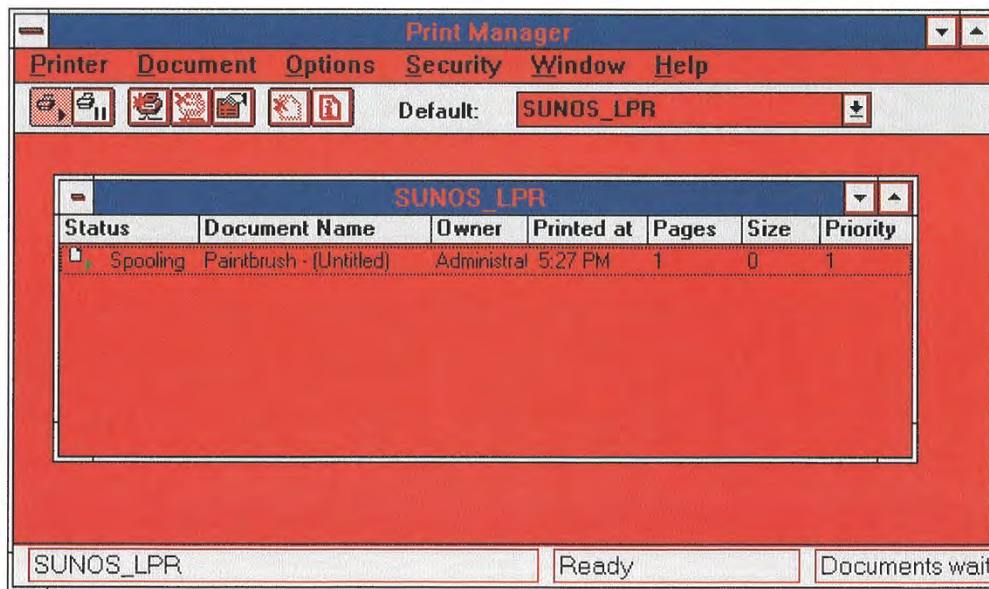 Print Manager
Printer Document Options Security Window Help
Default: SUNOS_LPR
SUNOS_LPR
Status Document Name Owner Printed at Pages Size Priority
Spooling Paintbrush - (Untitled) Administrat 5:27 PM 1 0 1
SUNOS_LPR Ready Documents wait